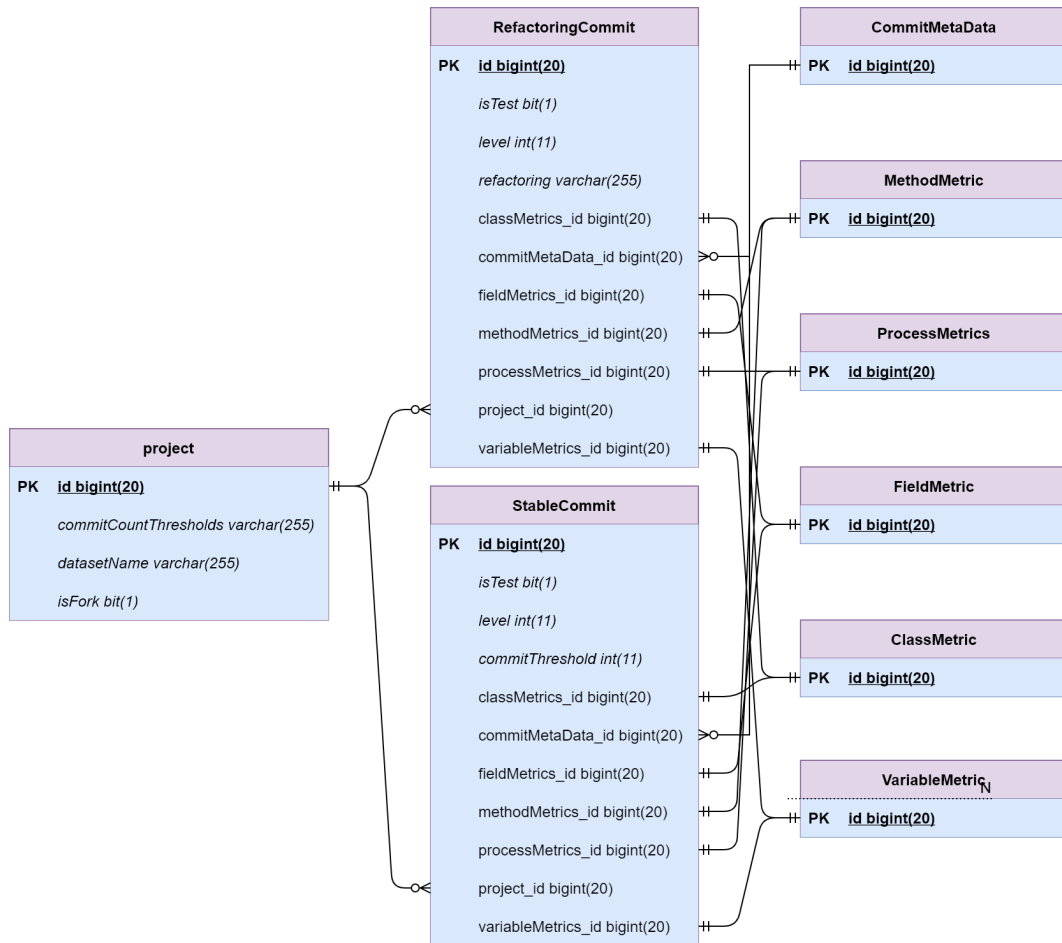 project
PK id bigint(20)
commitCountThresholds varchar(255)
datasetName varchar(255)
isFork bit(1)
RefactoringCommit
PK id bigint(20)
isTest bit(1)
level int(11)
refactoring varchar(255)
classMetrics_id bigint(20)
commitMetaData_id bigint(20)
fieldMetrics_id bigint(20)
methodMetrics_id bigint(20)
processMetrics_id bigint(20)
project_id bigint(20)
variableMetrics_id bigint(20)
StableCommit
PK id bigint(20)
isTest bit(1)
level int(11)
commitThreshold int(11)
classMetrics_id bigint(20)
commitMetaData_id bigint(20)
fieldMetrics_id bigint(20)
methodMetrics_id bigint(20)
processMetrics_id bigint(20)
project_id bigint(20)
variableMetrics_id bigint(20)
CommitMetaData
PK id bigint(20)
MethodMetric
PK id bigint(20)
ProcessMetrics
PK id bigint(20)
FieldMetric
PK id bigint(20)
ClassMetric
PK id bigint(20)
VariableMetric
N
PK id bigint(20)